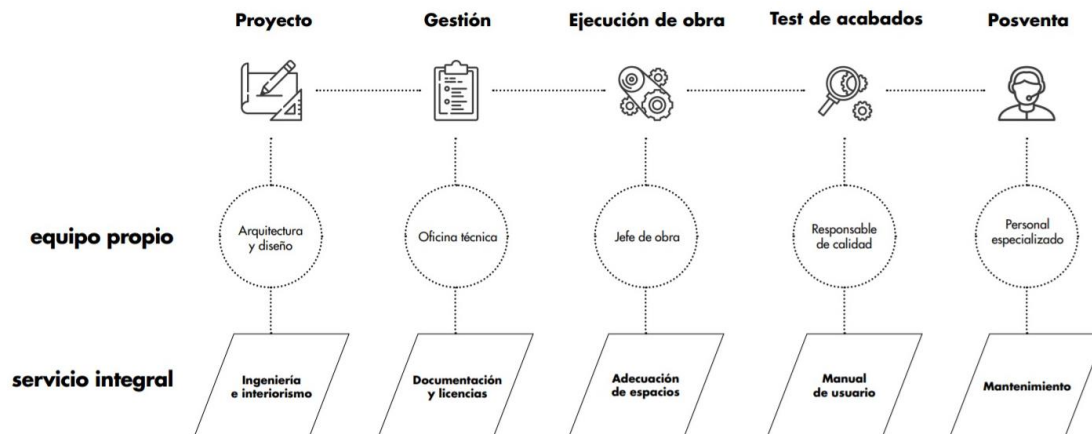 Proyecto
Gestión
Ejecución de obra
Test de acabados
Posventa
equipo propio
Arquitectura
y diseño
Oficina técnica
Jefe de obra
Responsable
de calidad
Personal
especializado
servicio integral
Ingeniería
e interiorismo
Documentación
y licencias
Adecuación
de espacios
Manual
de usuario
Mantenimiento